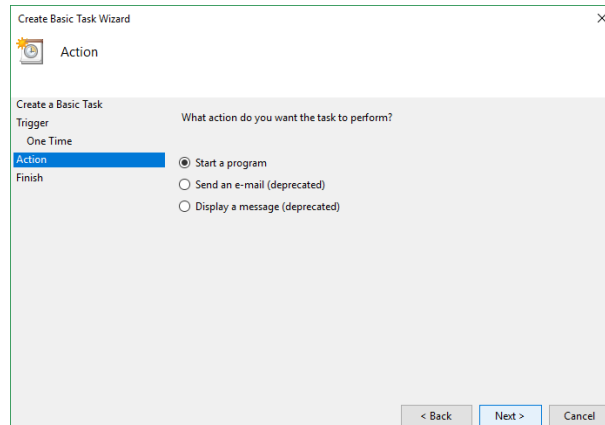 Create Basic Task Wizard
Action
Create a Basic Task
Trigger
One Time
Action
Finish
What action do you want the task to perform?
Start a program
Send an e-mail (deprecated)
Display a message (deprecated)
< Back
Next >
Cancel